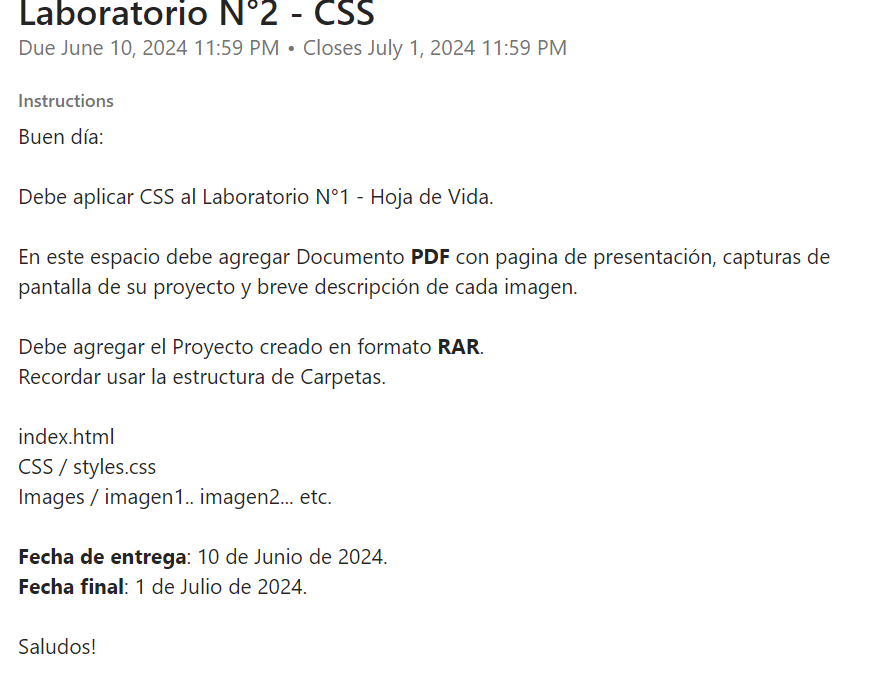 Laboratorio N°2 - CSS
Due June 10, 2024 11:59 PM • Closes July 1, 2024 11:59 PM
Instructions
Buen día:
Debe aplicar CSS al Laboratorio N°1 - Hoja de Vida.
En este espacio debe agregar Documento PDF con pagina de presentación, capturas de
pantalla de su proyecto y breve descripción de cada imagen.
Debe agregar el Proyecto creado en formato RAR.
Recordar usar la estructura de Carpetas.
index.html
CSS / styles.css
Images / imagen1.. imagen2... etc.
Fecha de entrega: 10 de Junio de 2024.
Fecha final: 1 de Julio de 2024.
Saludos!